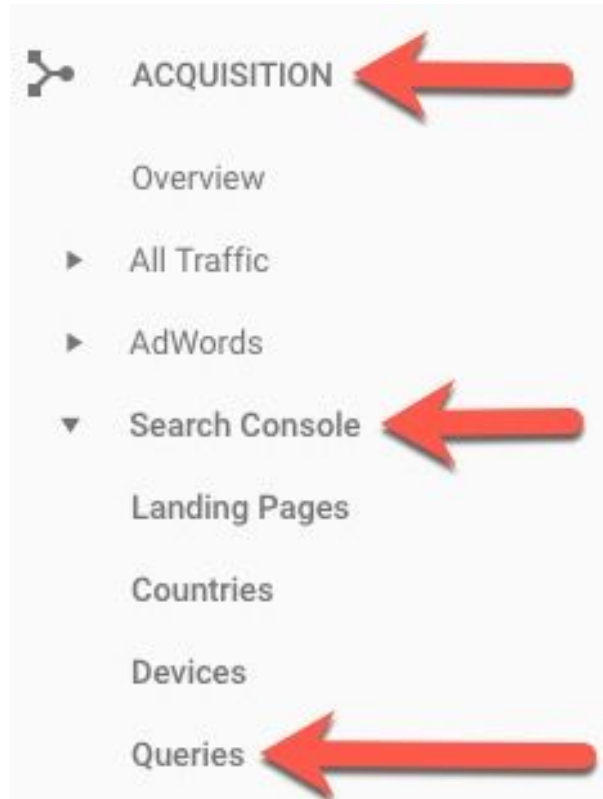 ACQUISITION
Overview
All Traffic
AdWords
Search Console
Landing Pages
Countries
Devices
Queries